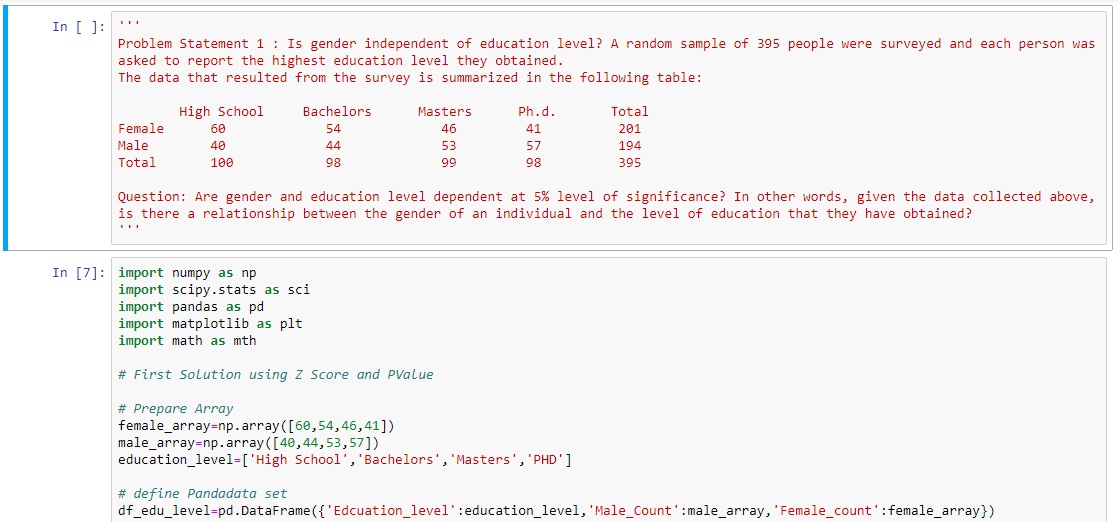 In [ ]: '''
Problem Statement 1 : Is gender independent of education level? A random sample of 395 people were surveyed and each person was
asked to report the highest education level they obtained.
The data that resulted from the survey is summarized in the following table:
High School Bachelors Masters Ph.d. Total
Female 60 54 46 41 201
Male 40 44 53 57 194
Total 100 98 99 98 395
Question: Are gender and education level dependent at 5% level of significance? In other words, given the data collected above,
is there a relationship between the gender of an individual and the level of education that they have obtained?
'''
In [7]: import numpy as np
import scipy.stats as sci
import pandas as pd
import matplotlib as plt
import math as mth
# First Solution using Z Score and PValue
# Prepare Array
female_array=np.array([60,54,46,41])
male_array=np.array([40,44,53,57])
education_level=['High School','Bachelors','Masters','PHD']
# define Pandadata set
df_edu_level=pd.DataFrame({'Edcuation_level':education_level,'Male_Count':male_array,'Female_count':female_array})